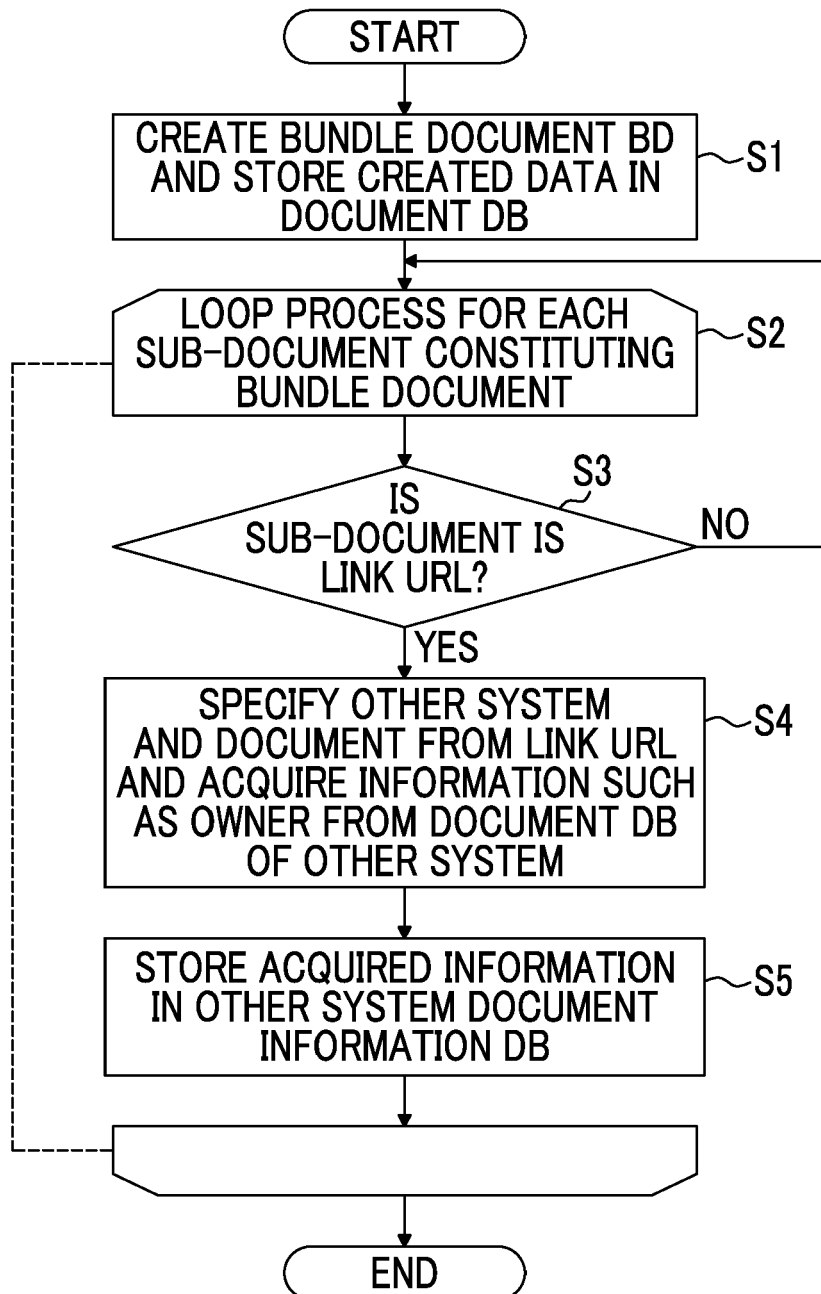 START
CREATE BUNDLE DOCUMENT BD
AND STORE CREATED DATA IN
DOCUMENT DB
S1
LOOP PROCESS FOR EACH
SUB-DOCUMENT CONSTITUTING
BUNDLE DOCUMENT
S2
IS
SUB-DOCUMENT IS
LINK URL?
S3
NO
YES
SPECIFY OTHER SYSTEM
AND DOCUMENT FROM LINK URL
AND ACQUIRE INFORMATION SUCH
AS OWNER FROM DOCUMENT DB
OF OTHER SYSTEM
S4
STORE ACQUIRED INFORMATION
IN OTHER SYSTEM DOCUMENT
INFORMATION DB
S5
END